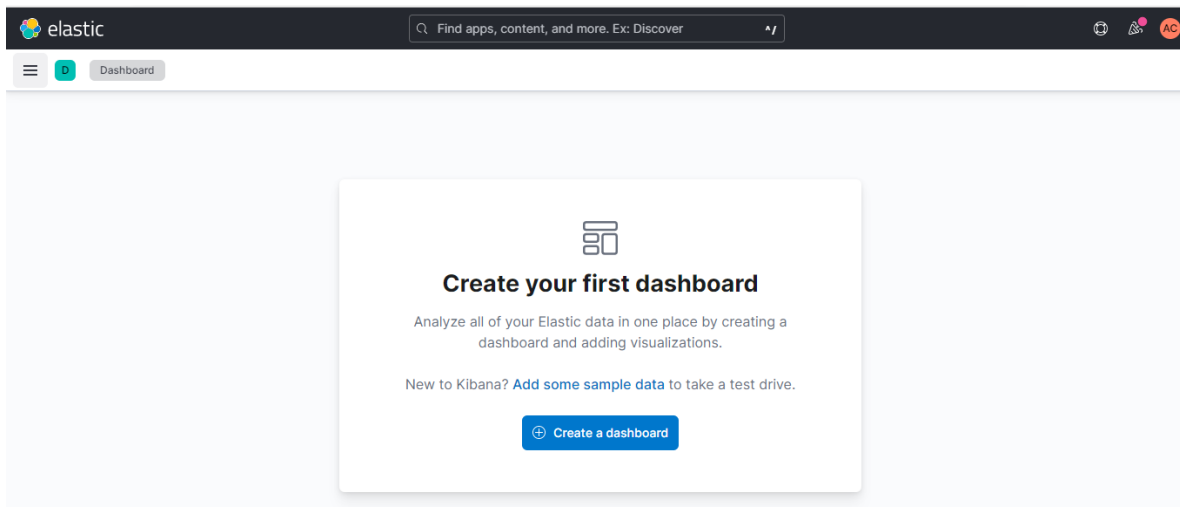 elastic
Find apps, content, and more. Ex: Discover
^/
AC
D
Dashboard
Create your first dashboard
Analyze all of your Elastic data in one place by creating a
dashboard and adding visualizations.
New to Kibana? Add some sample data to take a test drive.
Create a dashboard